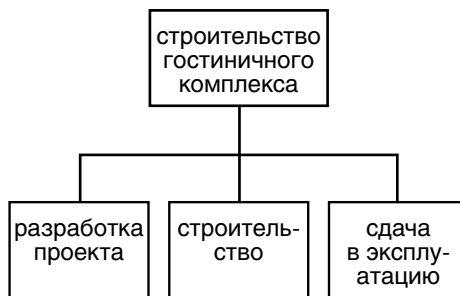 строительство
гостиничного
комплекса
разработка
проекта
строитель-
ство
сдача
в эксплу-
атацию